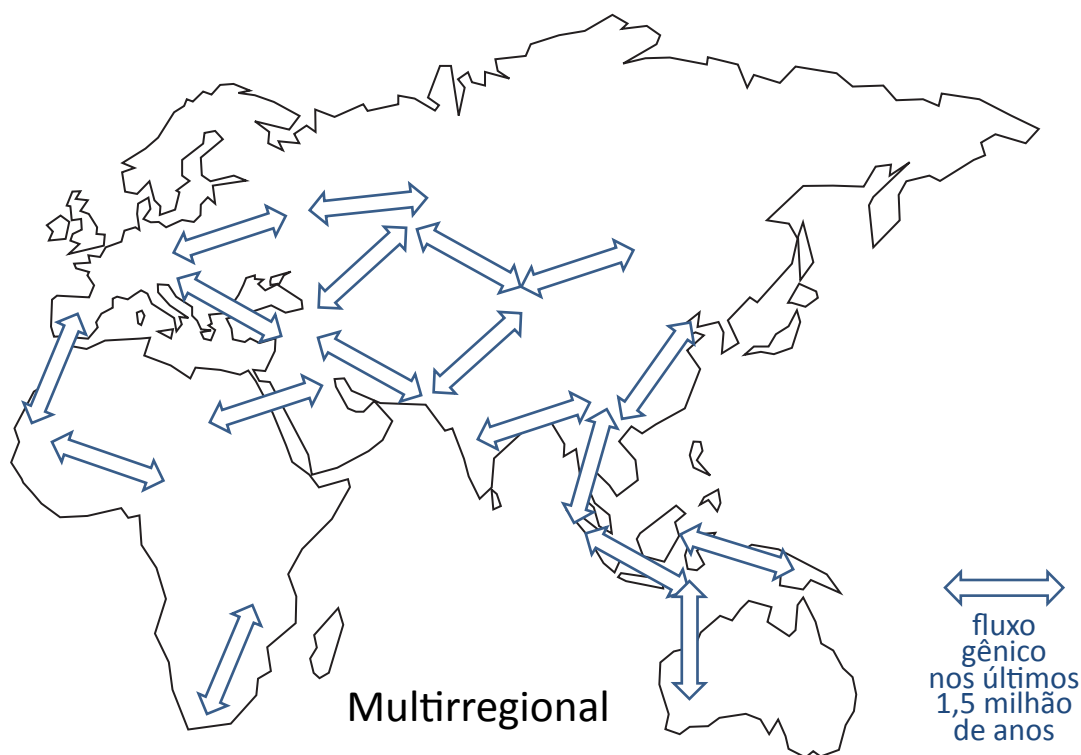 Multirregional
fluxo
gênico
nos últimos
1,5 milhão
de anos